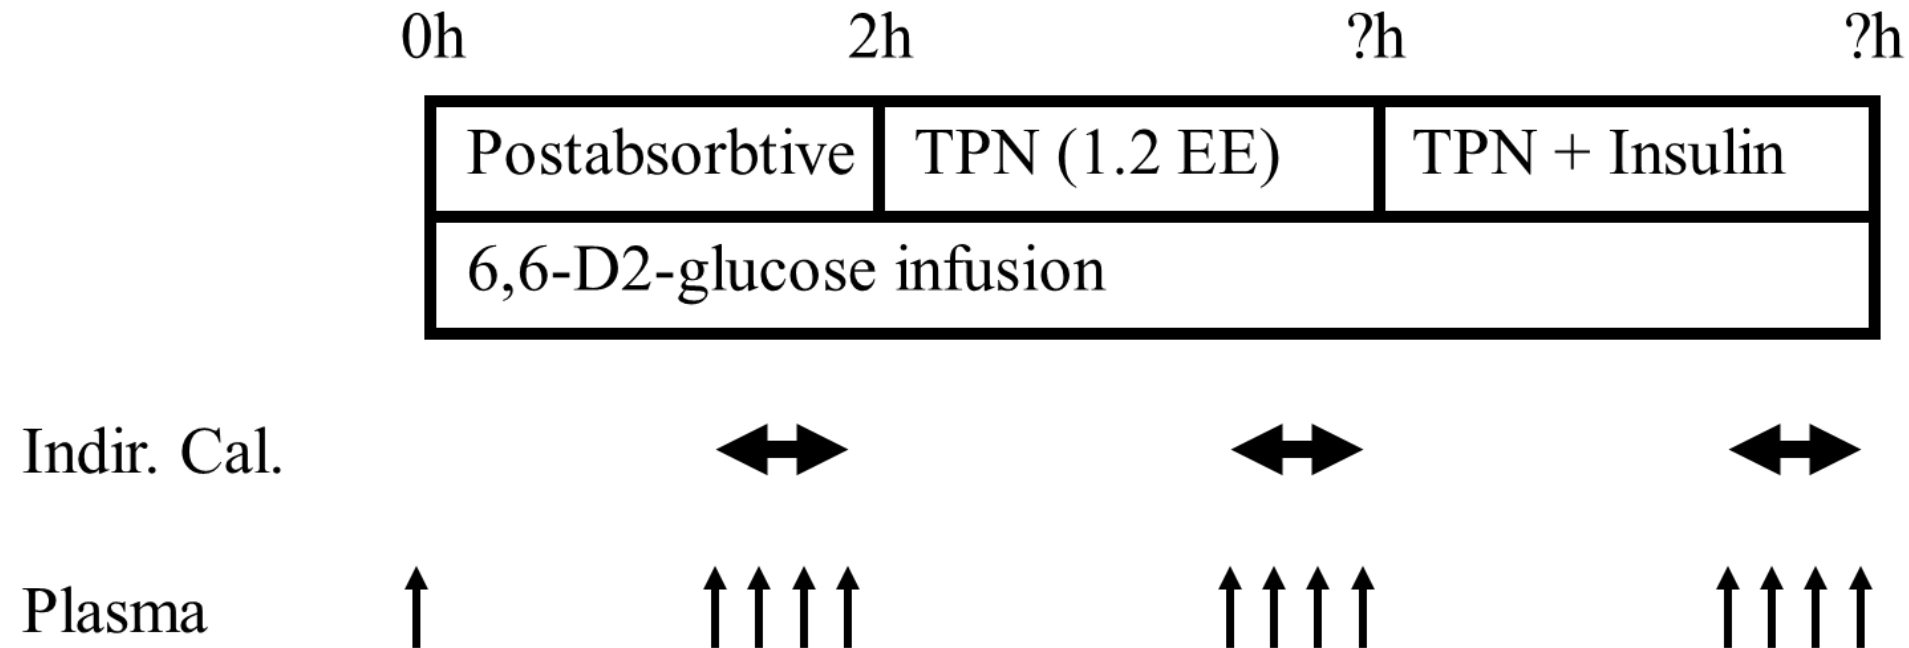 0h 2h ?h ?h
Postabsorbtive TPN (1.2 EE) TPN + Insulin
6,6-D2-glucose infusion
Indir. Cal.
Plasma